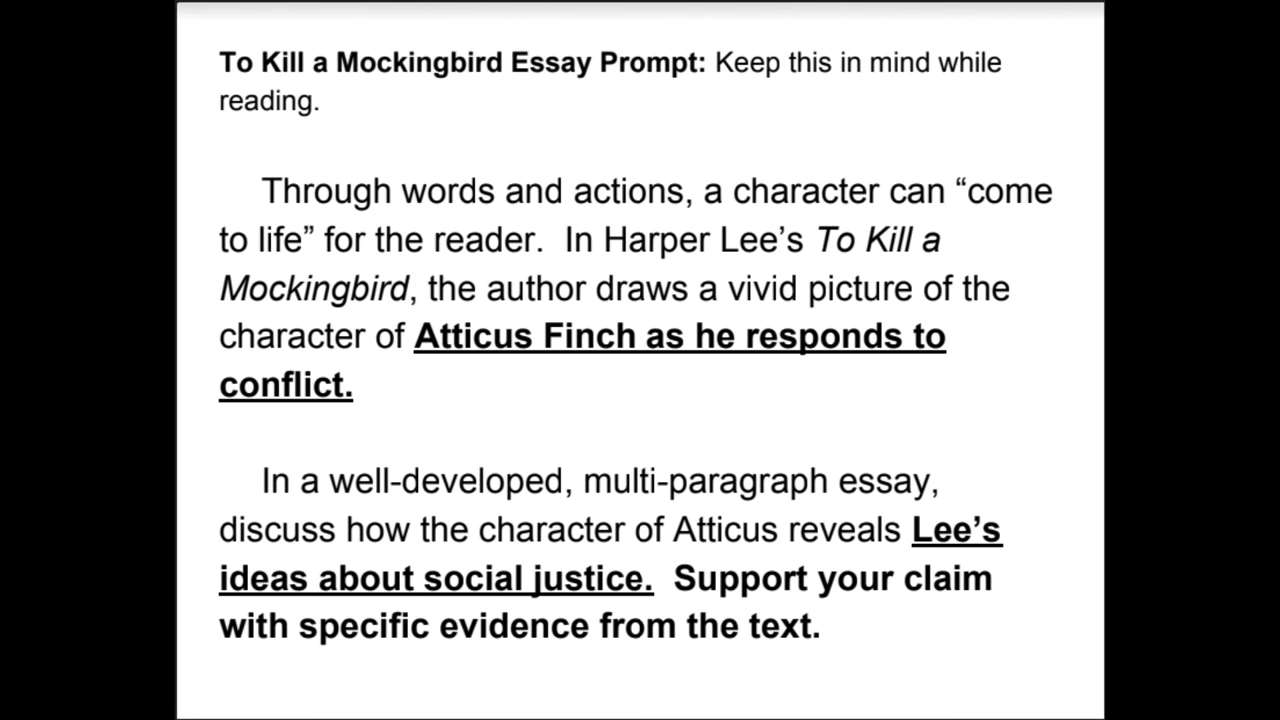 To Kill a Mockingbird Essay Prompt: Keep this in mind while
reading.
Through words and actions, a character can “come
to life” for the reader.  In Harper Lee’s To Kill a
Mockingbird, the author draws a vivid picture of the
character of Atticus Finch as he responds to
conflict.
In a well-developed, multi-paragraph essay,
discuss how the character of Atticus reveals Lee’s
ideas about social justice.  Support your claim
with specific evidence from the text.